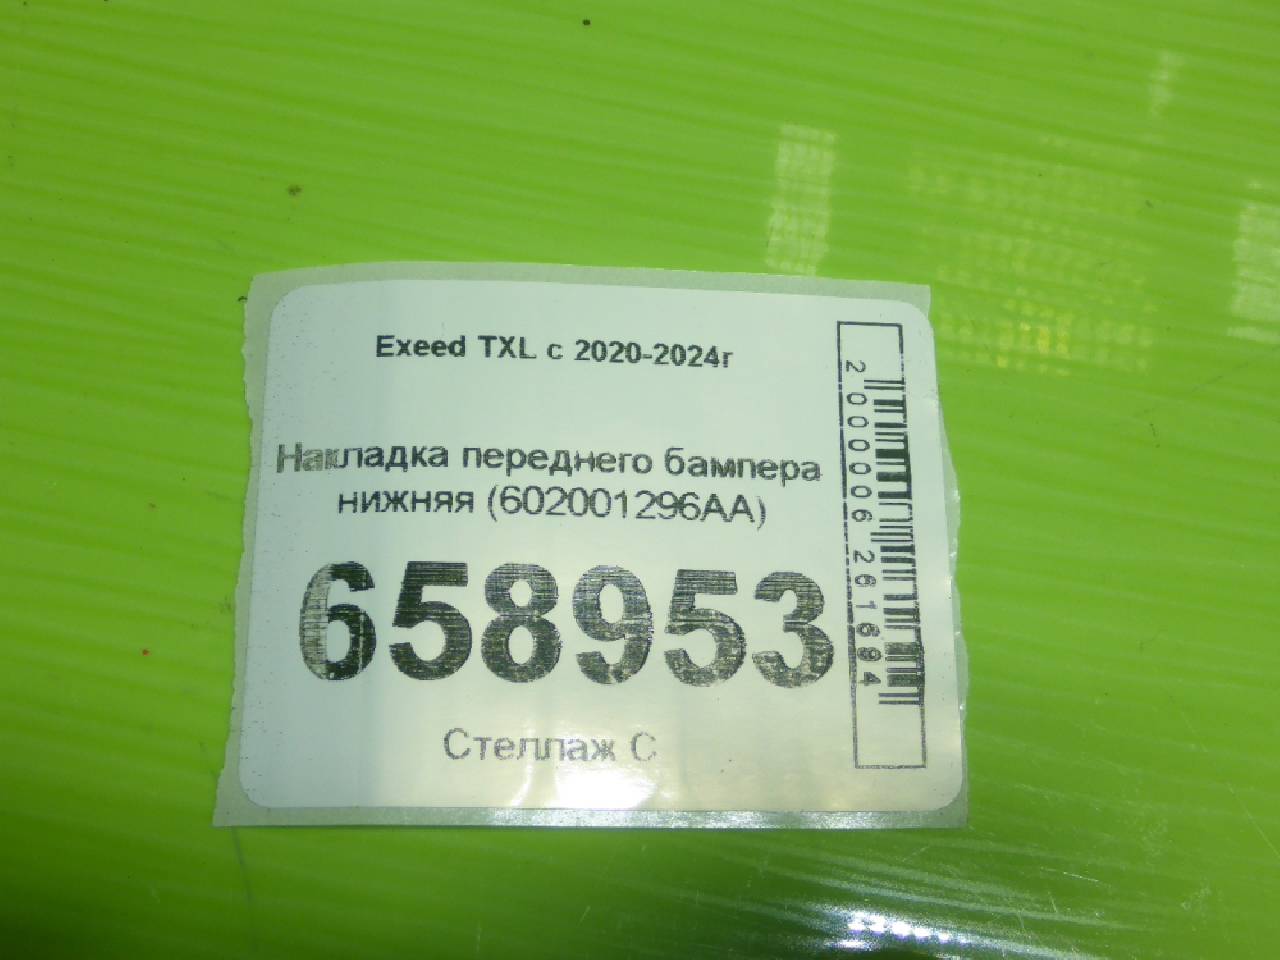 Exeed TXL с 2020-2024г
Накладка переднего бампера
нижняя (602001296AA)
658953
Стеллаж С
2000006261694